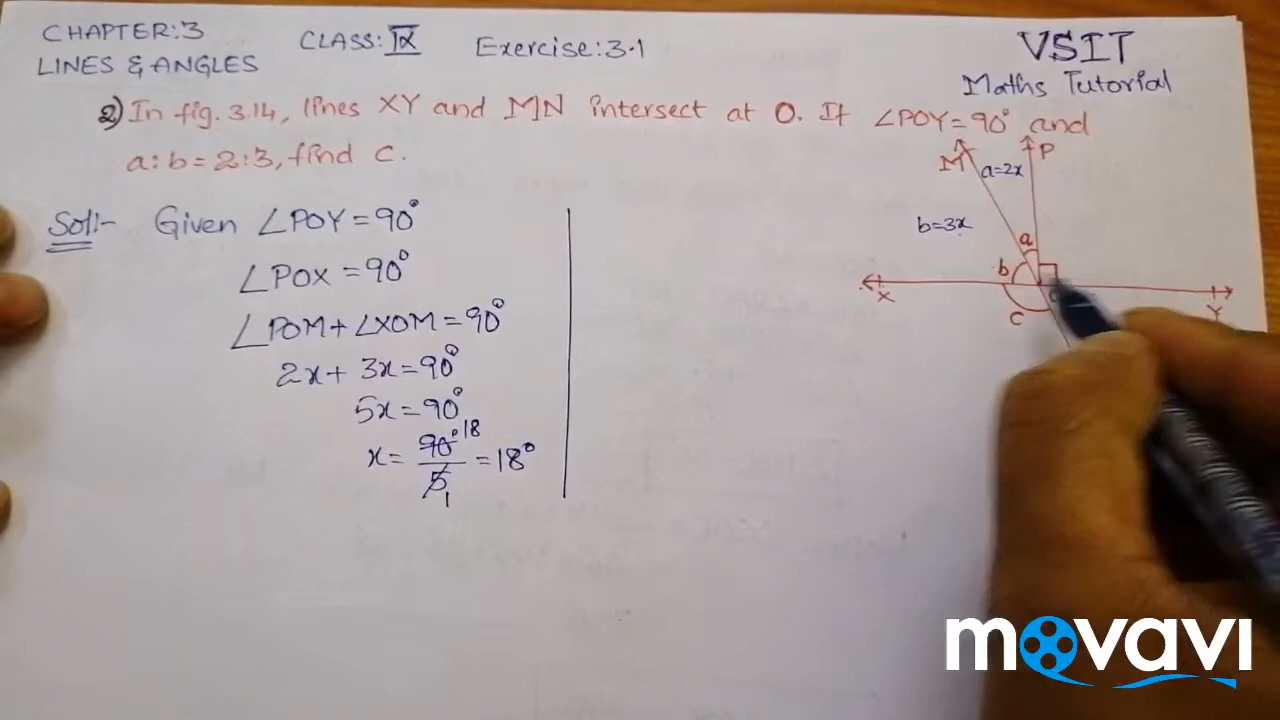 CHAPTER:3
LINES & ANGLES
CLASS: IX
Exercise:3.1
VSIT
Maths Tutorial
2) In fig. 3.14, lines XY and MN intersect at O. If ∠POY=90° and
a:b=2:3, find c.
Sol:- Given ∠POY=90°
∠POX=90°
∠POM+∠XOM=90°
2x+3x=90°
5x=90°
x=90°/5=18°
18
1
M
P
a=2x
b=3x
a
b
c
X
Y
movavi